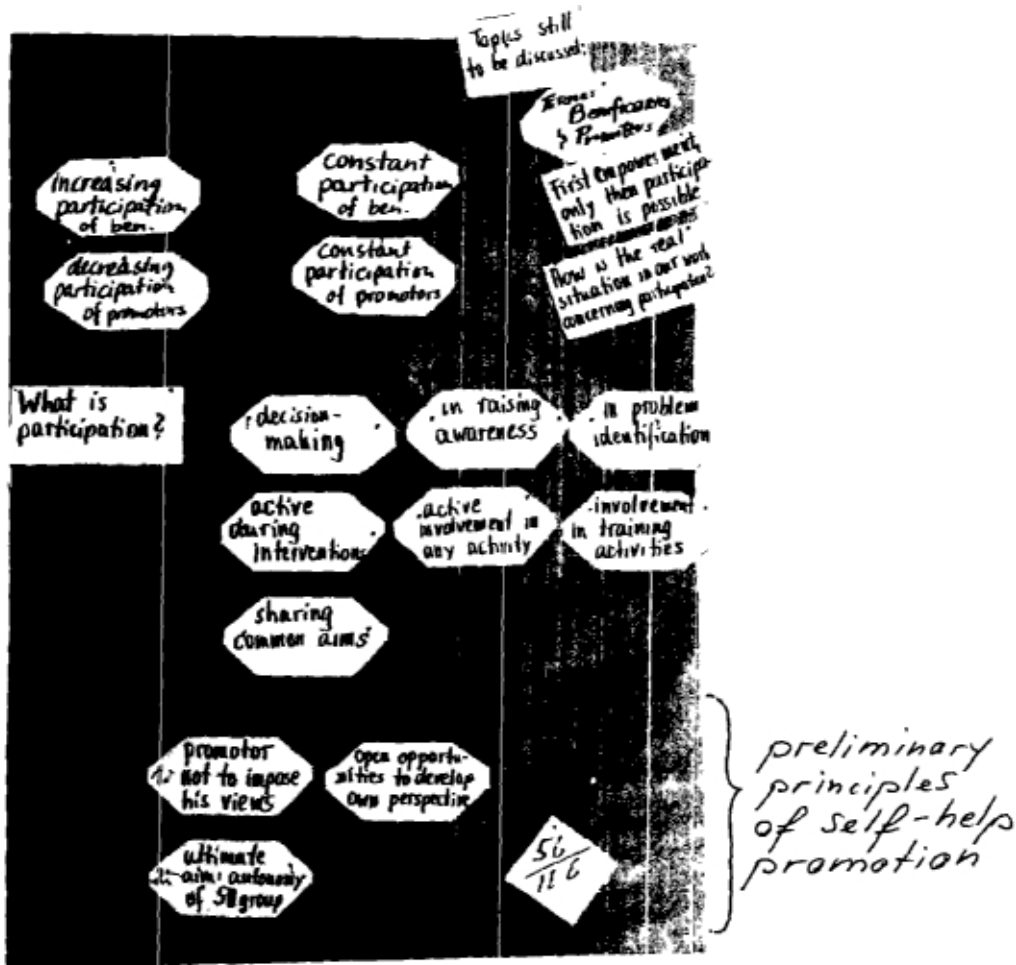 Topics still
to be discussed:
Terms:
Beneficiaries
& Promotors
First empowerment,
only then participa-
tion is possible
How is the real
situation in our work
concerning participation?
increasing
participation
of ben.
constant
participation
of ben.
decreasing
participation
of promotors
constant
participation
of promotors
What is
participation?
decision-
making
in raising
awareness
in problem
identification
active
during
interventions
active
involvement in
any activity
involvement
in training
activities
sharing
common aims
promotor
not to impose
his views
open opportu-
nities to develop
own perspective
ultimate
aim: autonomy
of SH group
preliminary
principles
of self-help
promotion